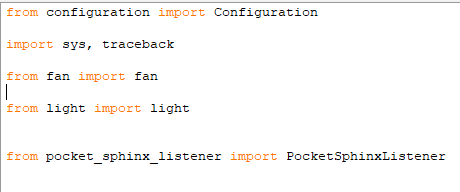 from configuration import Configuration
import sys, traceback
from fan import fan
from light import light
from pocket_sphinx_listener import PocketSphinxListener